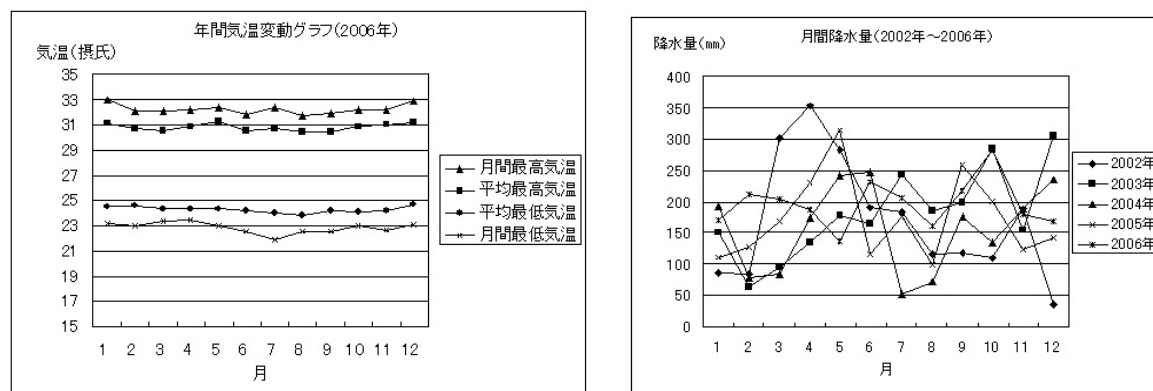 年間気温変動グラフ(2006年)
気温(摂氏)
35
33
31
29
27
25
23
21
19
17
15
1 2 3 4 5 6 7 8 9 10 11 12
月
月間最高気温
平均最高気温
平均最低気温
月間最低気温
月間降水量(2002年~2006年)
降水量(㎜)
400
350
300
250
200
150
100
50
0
1 2 3 4 5 6 7 8 9 10 11 12
月
2002年
2003年
2004年
2005年
2006年